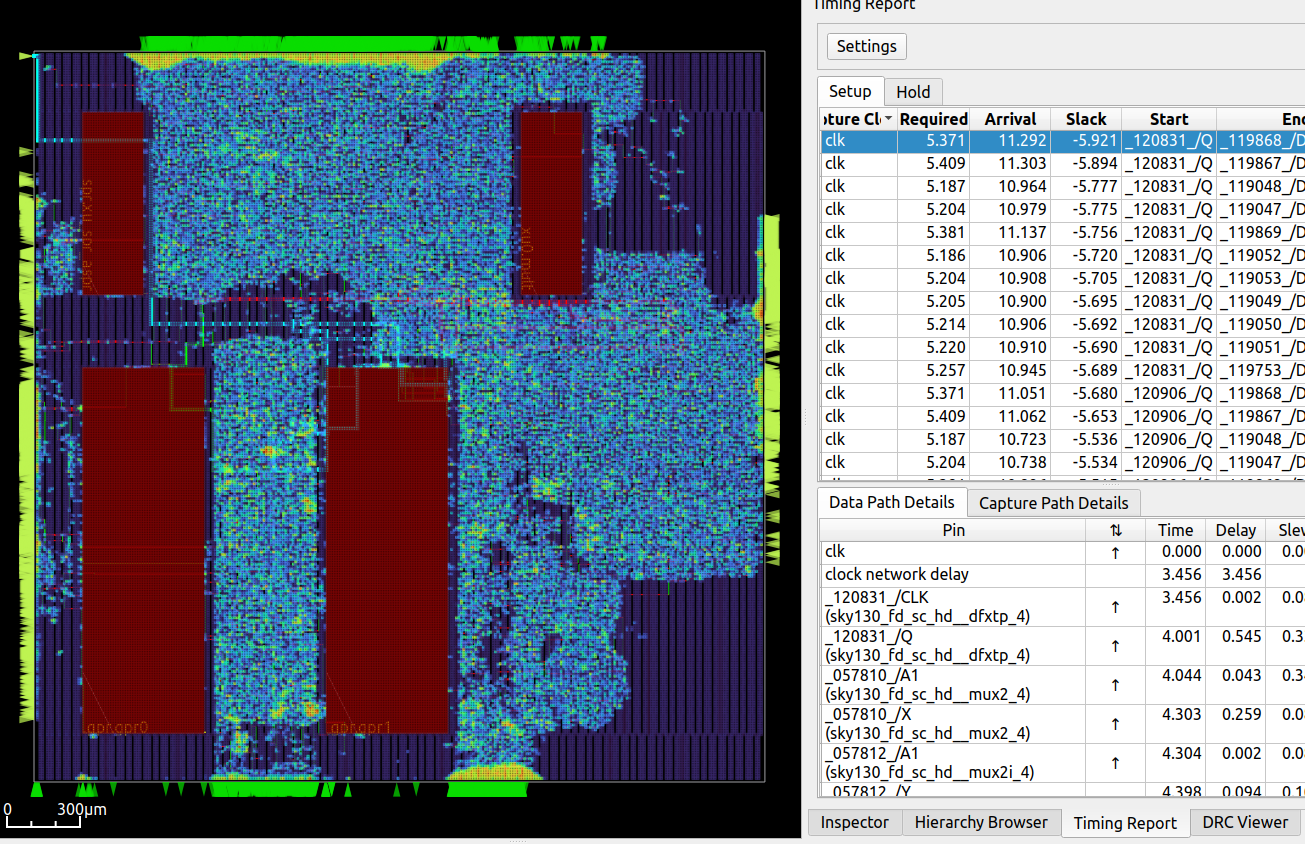 Timing Report
Settings
Setup Hold
ture Cl Required Arrival Slack Start Enc
clk 5.371 11.292 -5.921 _120831_/Q _119868_/D
clk 5.409 11.303 -5.894 _120831_/Q _119867_/D
clk 5.187 10.964 -5.777 _120831_/Q _119048_/D
clk 5.204 10.979 -5.775 _120831_/Q _119047_/D
clk 5.381 11.137 -5.756 _120831_/Q _119869_/D
clk 5.186 10.906 -5.720 _120831_/Q _119052_/D
clk 5.204 10.908 -5.705 _120831_/Q _119053_/D
clk 5.205 10.900 -5.695 _120831_/Q _119049_/D
clk 5.214 10.906 -5.692 _120831_/Q _119050_/D
clk 5.220 10.910 -5.690 _120831_/Q _119051_/D
clk 5.257 10.945 -5.689 _120831_/Q _119753_/D
clk 5.371 11.051 -5.680 _120906_/Q _119868_/D
clk 5.409 11.062 -5.653 _120906_/Q _119867_/D
clk 5.187 10.723 -5.536 _120906_/Q _119048_/D
clk 5.204 10.738 -5.534 _120906_/Q _119047_/D
Data Path Details Capture Path Details
Pin ⇅ Time Delay Slew
clk ↑ 0.000 0.000 0.0
clock network delay 3.456 3.456
_120831_/CLK ↑ 3.456 0.002 0.0
(sky130_fd_sc_hd__dfxtp_4)
_120831_/Q ↑ 4.001 0.545 0.3
(sky130_fd_sc_hd__dfxtp_4)
_057810_/A1 ↑ 4.044 0.043 0.3
(sky130_fd_sc_hd__mux2_4)
_057810_/X ↑ 4.303 0.259 0.0
(sky130_fd_sc_hd__mux2_4)
_057812_/A1 ↑ 4.304 0.002 0.0
(sky130_fd_sc_hd__mux2i_4)
_057812_/Y 4.398 0.094 0.1
Inspector Hierarchy Browser Timing Report DRC Viewer
gpr.gpr0
gpr.gpr1
0 300μm